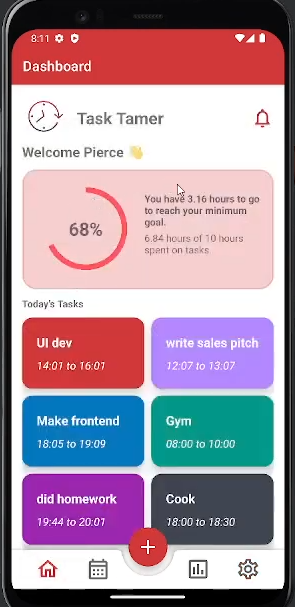 8:11
Dashboard
Task Tamer
Welcome Pierce 👋
68%
You have 3.16 hours to go
to reach your minimum
goal.
6.84 hours of 10 hours
spent on tasks.
Today's Tasks
UI dev
14:01 to 16:01
write sales pitch
12:07 to 13:07
Make frontend
18:05 to 19:09
Gym
08:00 to 10:00
did homework
19:44 to 20:01
Cook
18:00 to 18:30